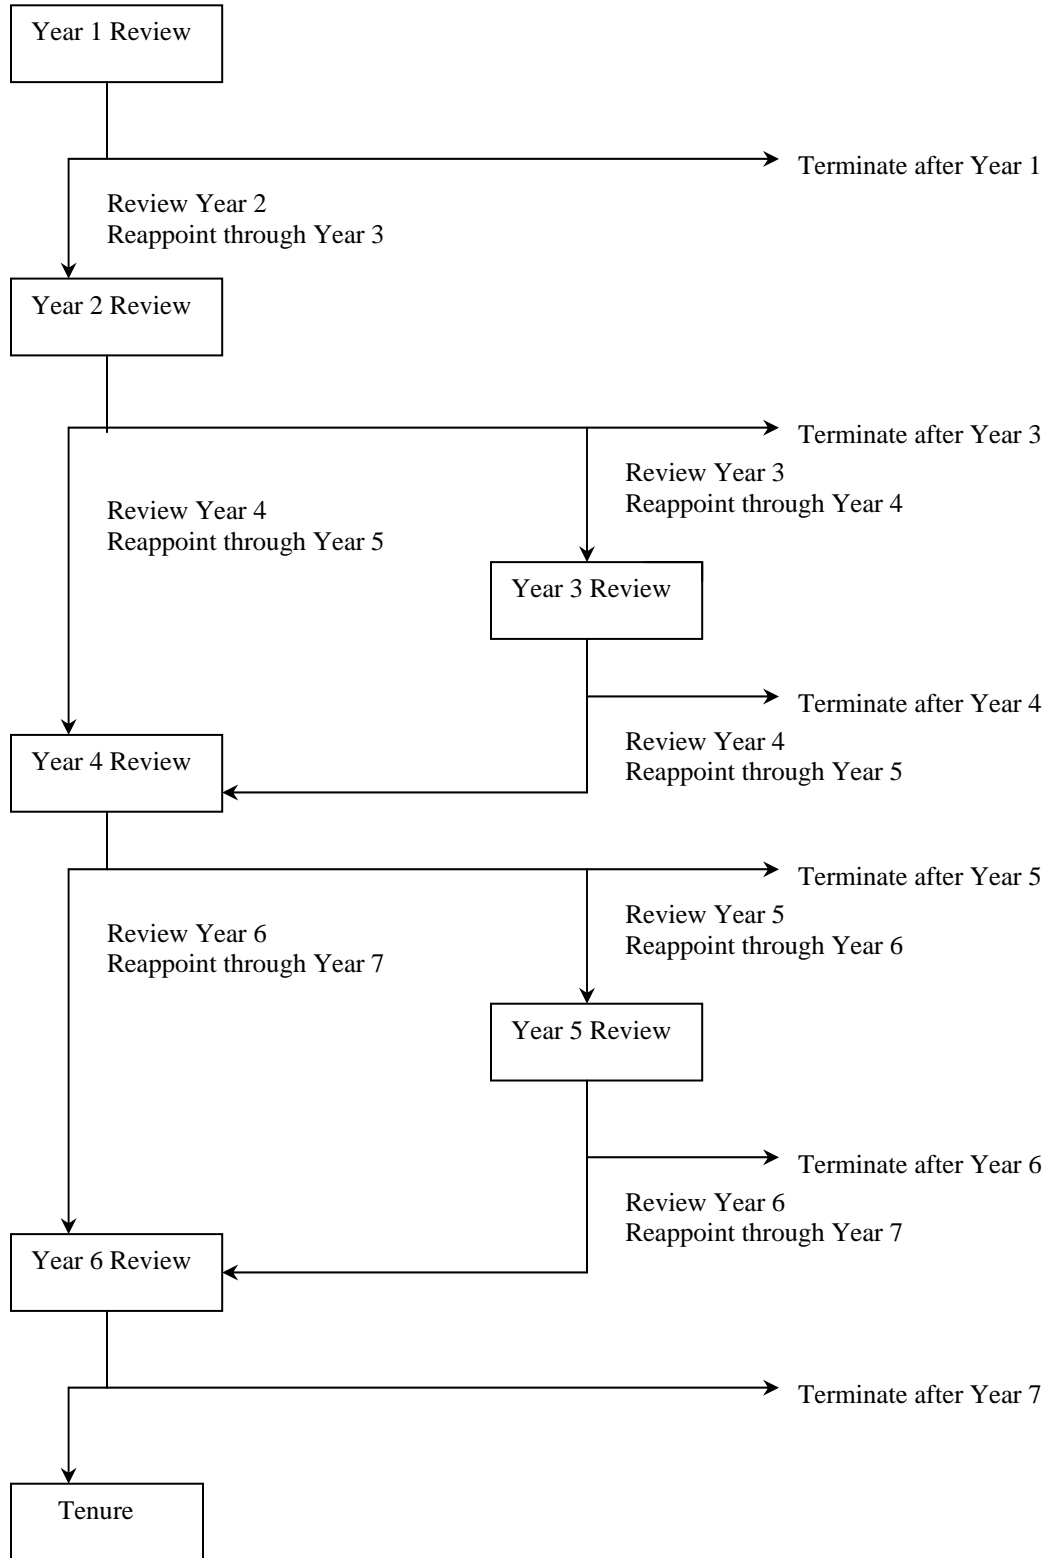 Year 1 Review
Terminate after Year 1
Review Year 2
Reappoint through Year 3
Year 2 Review
Terminate after Year 3
Review Year 3
Reappoint through Year 4
Review Year 4
Reappoint through Year 5
Year 3 Review
Terminate after Year 4
Review Year 4
Reappoint through Year 5
Year 4 Review
Terminate after Year 5
Review Year 5
Reappoint through Year 6
Review Year 6
Reappoint through Year 7
Year 5 Review
Terminate after Year 6
Review Year 6
Reappoint through Year 7
Year 6 Review
Terminate after Year 7
Tenure